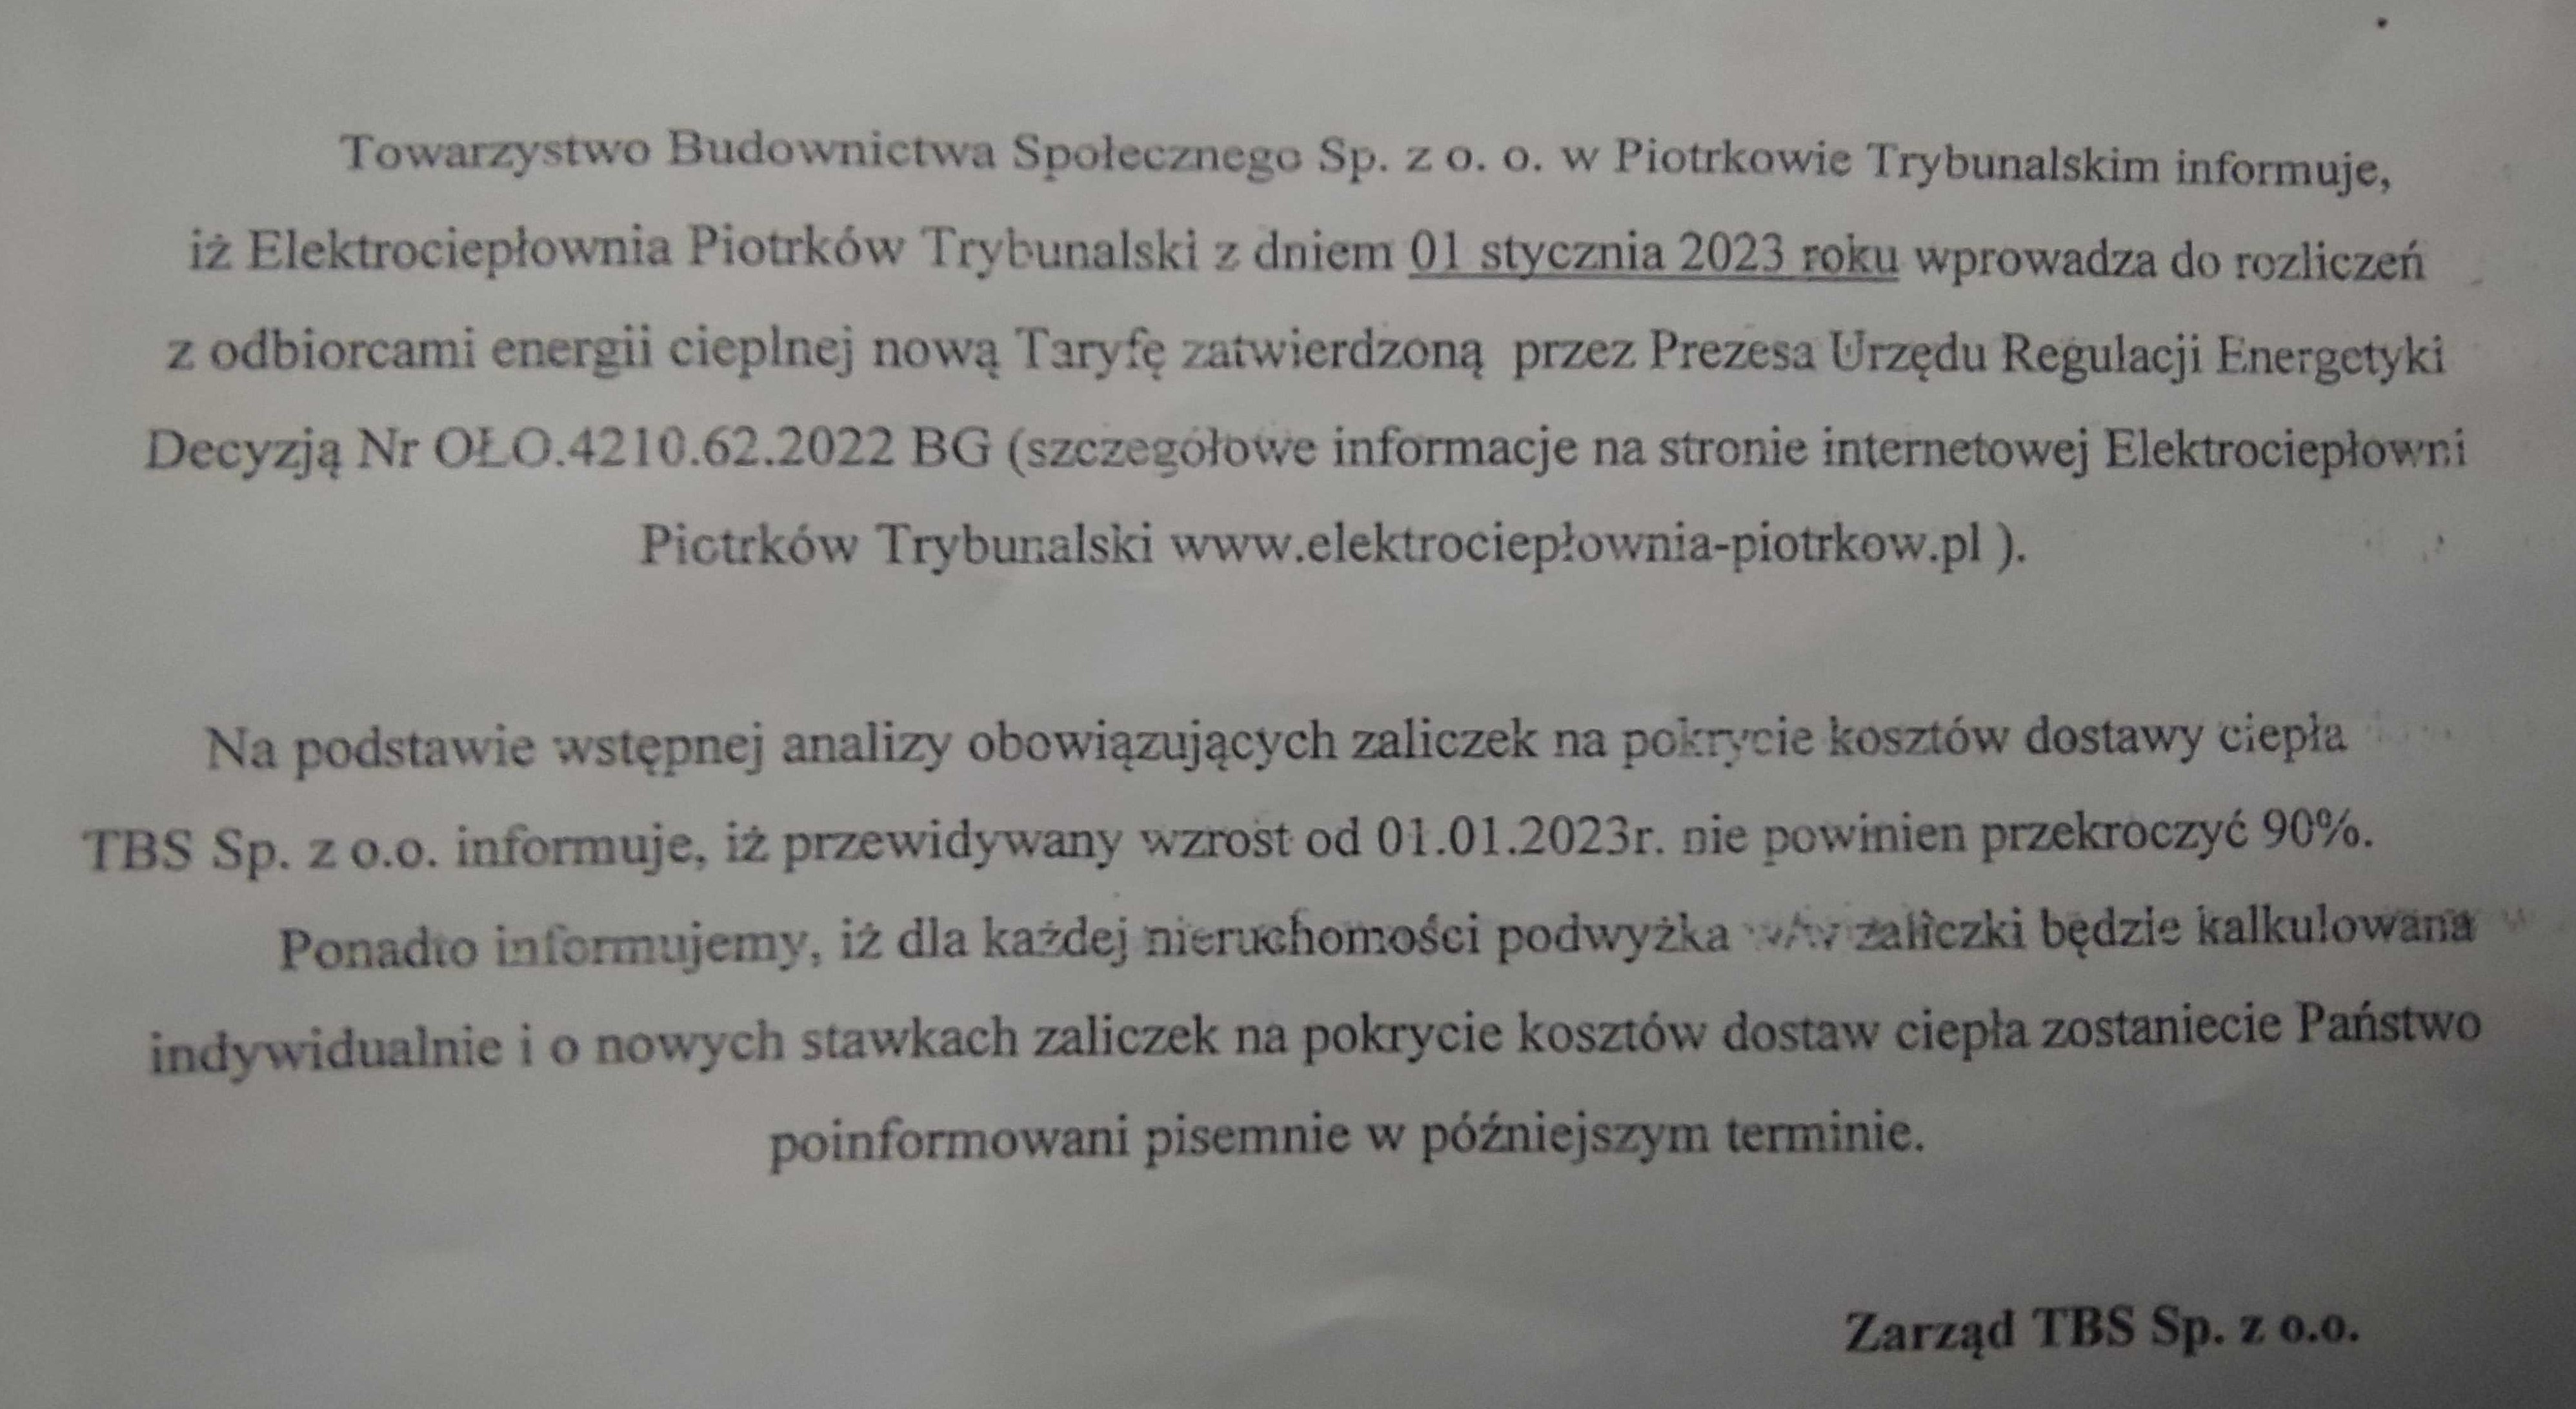 Towarzystwo Budownictwa Społecznego Sp. z o. o. w Piotrkowie Trybunalskim informuje,
iż Elektrociepłownia Piotrków Trybunalski z dniem 01 stycznia 2023 roku wprowadza do rozliczeń
z odbiorcami energii cieplnej nową Taryfę zatwierdzoną przez Prezesa Urzędu Regulacji Energetyki
Decyzją Nr OŁO.4210.62.2022 BG (szczegółowe informacje na stronie internetowej Elektrociepłowni
Piotrków Trybunalski www.elektrociepłownia-piotrkow.pl ).
Na podstawie wstępnej analizy obowiązujących zaliczek na pokrycie kosztów dostawy ciepła
TBS Sp. z o.o. informuje, iż przewidywany wzrost od 01.01.2023r. nie powinien przekroczyć 90%.
Ponadto informujemy, iż dla każdej nieruchomości podwyżka zaliczki będzie kalkulowana
indywidualnie i o nowych stawkach zaliczek na pokrycie kosztów dostaw ciepła zostaniecie Państwo
poinformowani pisemnie w późniejszym terminie.
Zarząd TBS Sp. z o.o.